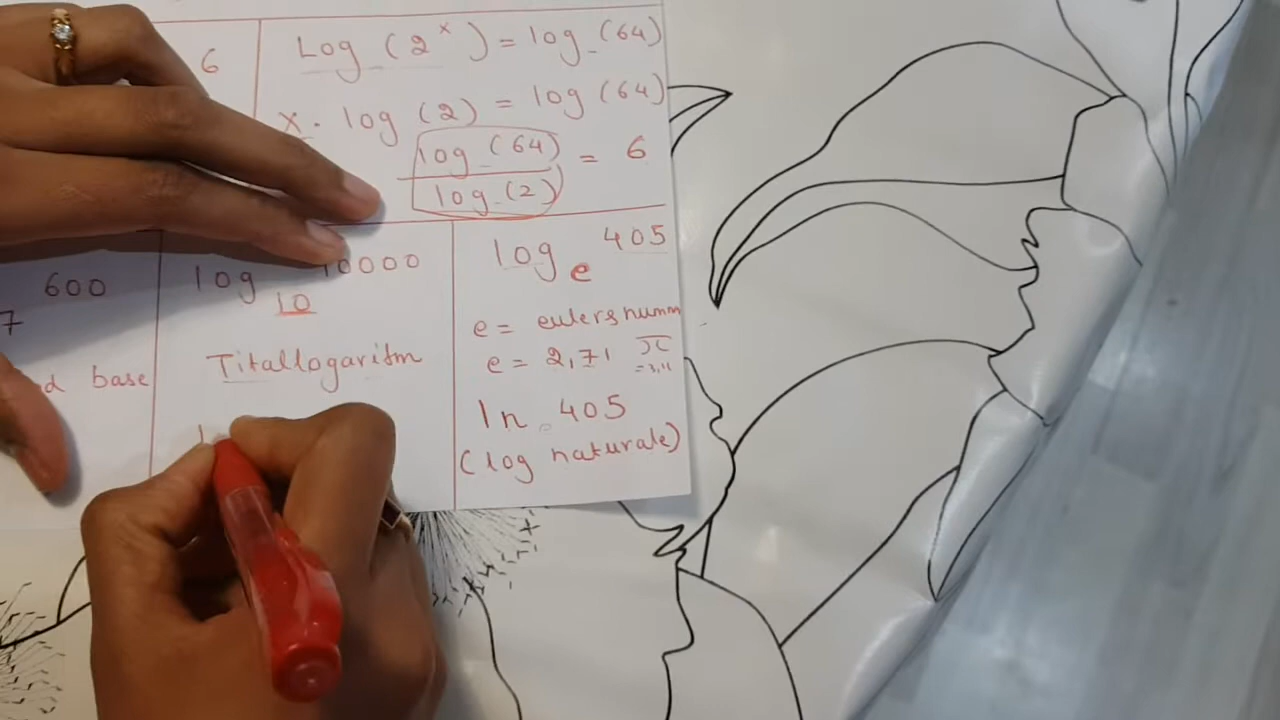 6
Log (2ˣ) = log (64)
x. log (2) = log (64)
log (64) = 6
log (2)
600
7
base
log 10000
10
Titallogaritm
log 405
e
e = eulersnumm
e = 2,71 π
=3,14
ln 405
(log naturale)